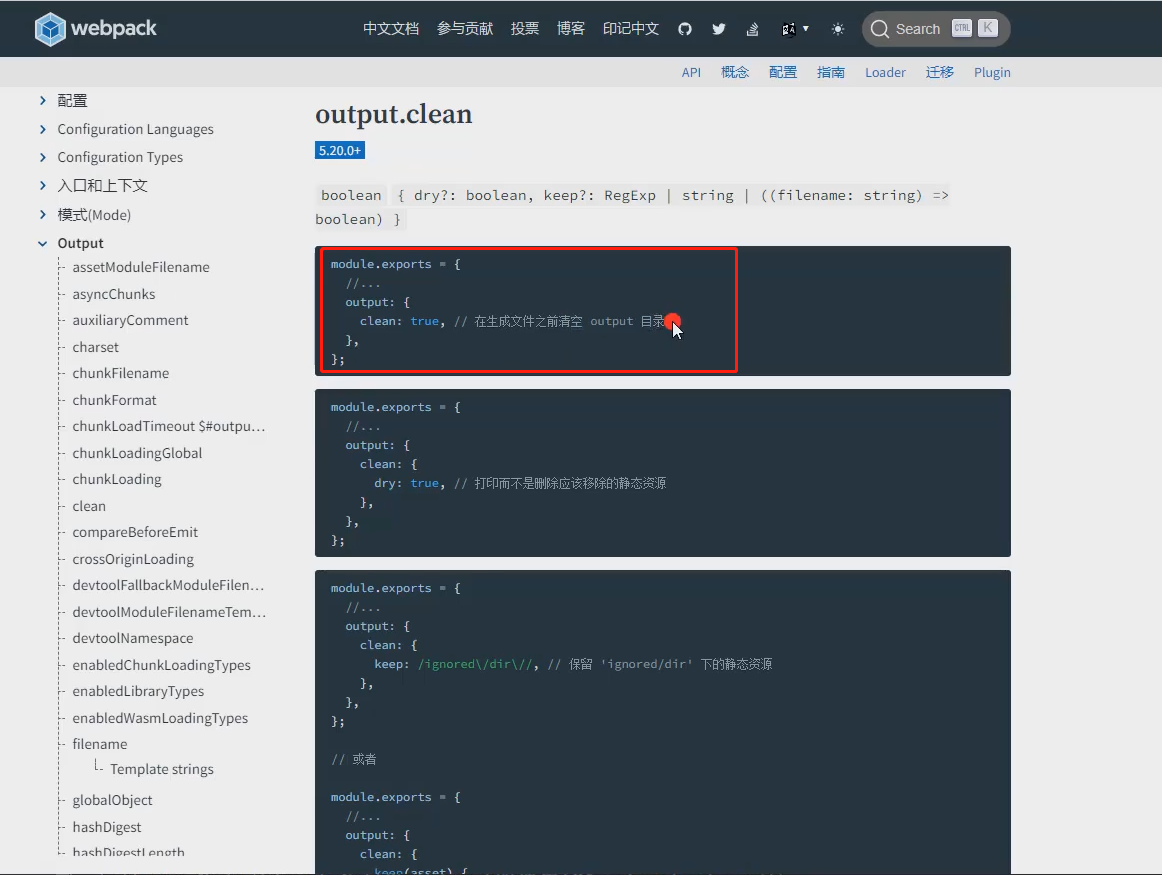 webpack
中文文档 参与贡献 投票 博客 印记中文 Search CTRL K
API 概念 配置 指南 Loader 迁移 Plugin
配置
Configuration Languages
Configuration Types
入口和上下文
模式(Mode)
Output
assetModuleFilename
asyncChunks
auxiliaryComment
charset
chunkFilename
chunkFormat
chunkLoadTimeout $#outpu...
chunkLoadingGlobal
chunkLoading
clean
compareBeforeEmit
crossOriginLoading
devtoolFallbackModuleFilen...
devtoolModuleFilenameTem...
devtoolNamespace
enabledChunkLoadingTypes
enabledLibraryTypes
enabledWasmLoadingTypes
filename
Template strings
globalObject
hashDigest
hashDigestLength
output.clean
5.20.0+
boolean { dry?: boolean, keep?: RegExp | string | ((filename: string) =>
boolean) }
module.exports = {
//...
output: {
clean: true, // 在生成文件之前清空 output 目录
},
};
module.exports = {
//...
output: {
clean: {
dry: true, // 打印而不是删除应该移除的静态资源
},
},
};
module.exports = {
//...
output: {
clean: {
keep: /ignored\/dir\//, // 保留 'ignored/dir' 下的静态资源
},
},
};
// 或者
module.exports = {
//...
output: {
clean: {
keep(asset) {